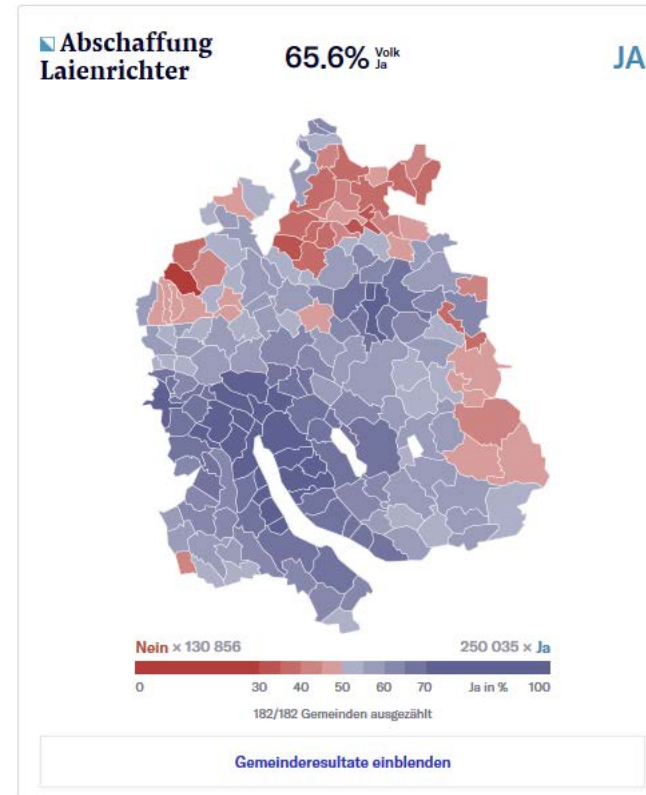 Abschaffung
Laienrichter
65.6% Volk
Ja
JA
Nein × 130 856
250 035 × Ja
0 30 40 50 60 70 Ja in % 100
182/182 Gemeinden ausgezählt
Gemeinderesultate einblenden